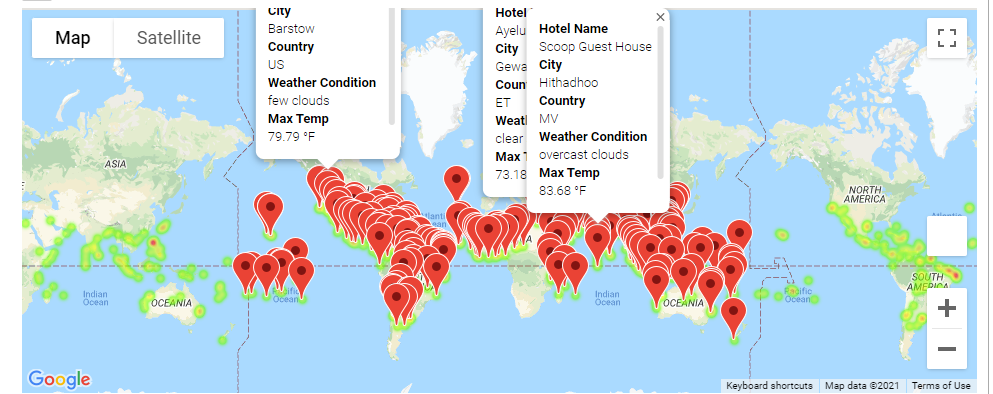 Map
Satellite
City
Barstow
Country
US
Weather Condition
few clouds
Max Temp
79.79 °F
Hotel
Ayelu
City
Gewa
Coun
ET
Weath
clear
Max T
73.18
Hotel Name
Scoop Guest House
City
Hithadhoo
Country
MV
Weather Condition
overcast clouds
Max Temp
83.68 °F
ASIA
NORTH
AMERICA
Atlantic
Indian
Ocean
OCEANIA
Pacific
Ocean
Indian
Ocean
OCEANIA
Pacific
Ocean
SOUTH
AMERICA
Google
Keyboard shortcuts
Map data ©2021
Terms of Use